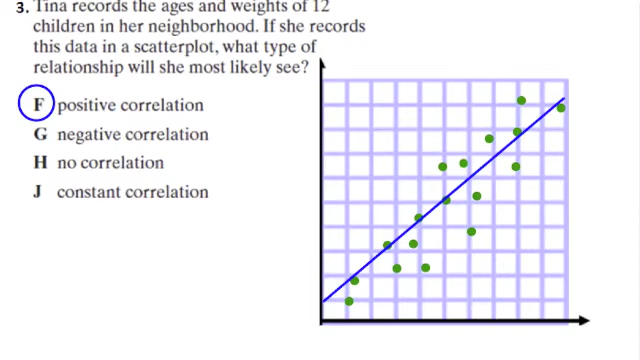 3. Tina records the ages and weights of 12
children in her neighborhood. If she records
this data in a scatterplot, what type of
relationship will she most likely see?
F positive correlation
G negative correlation
H no correlation
J constant correlation